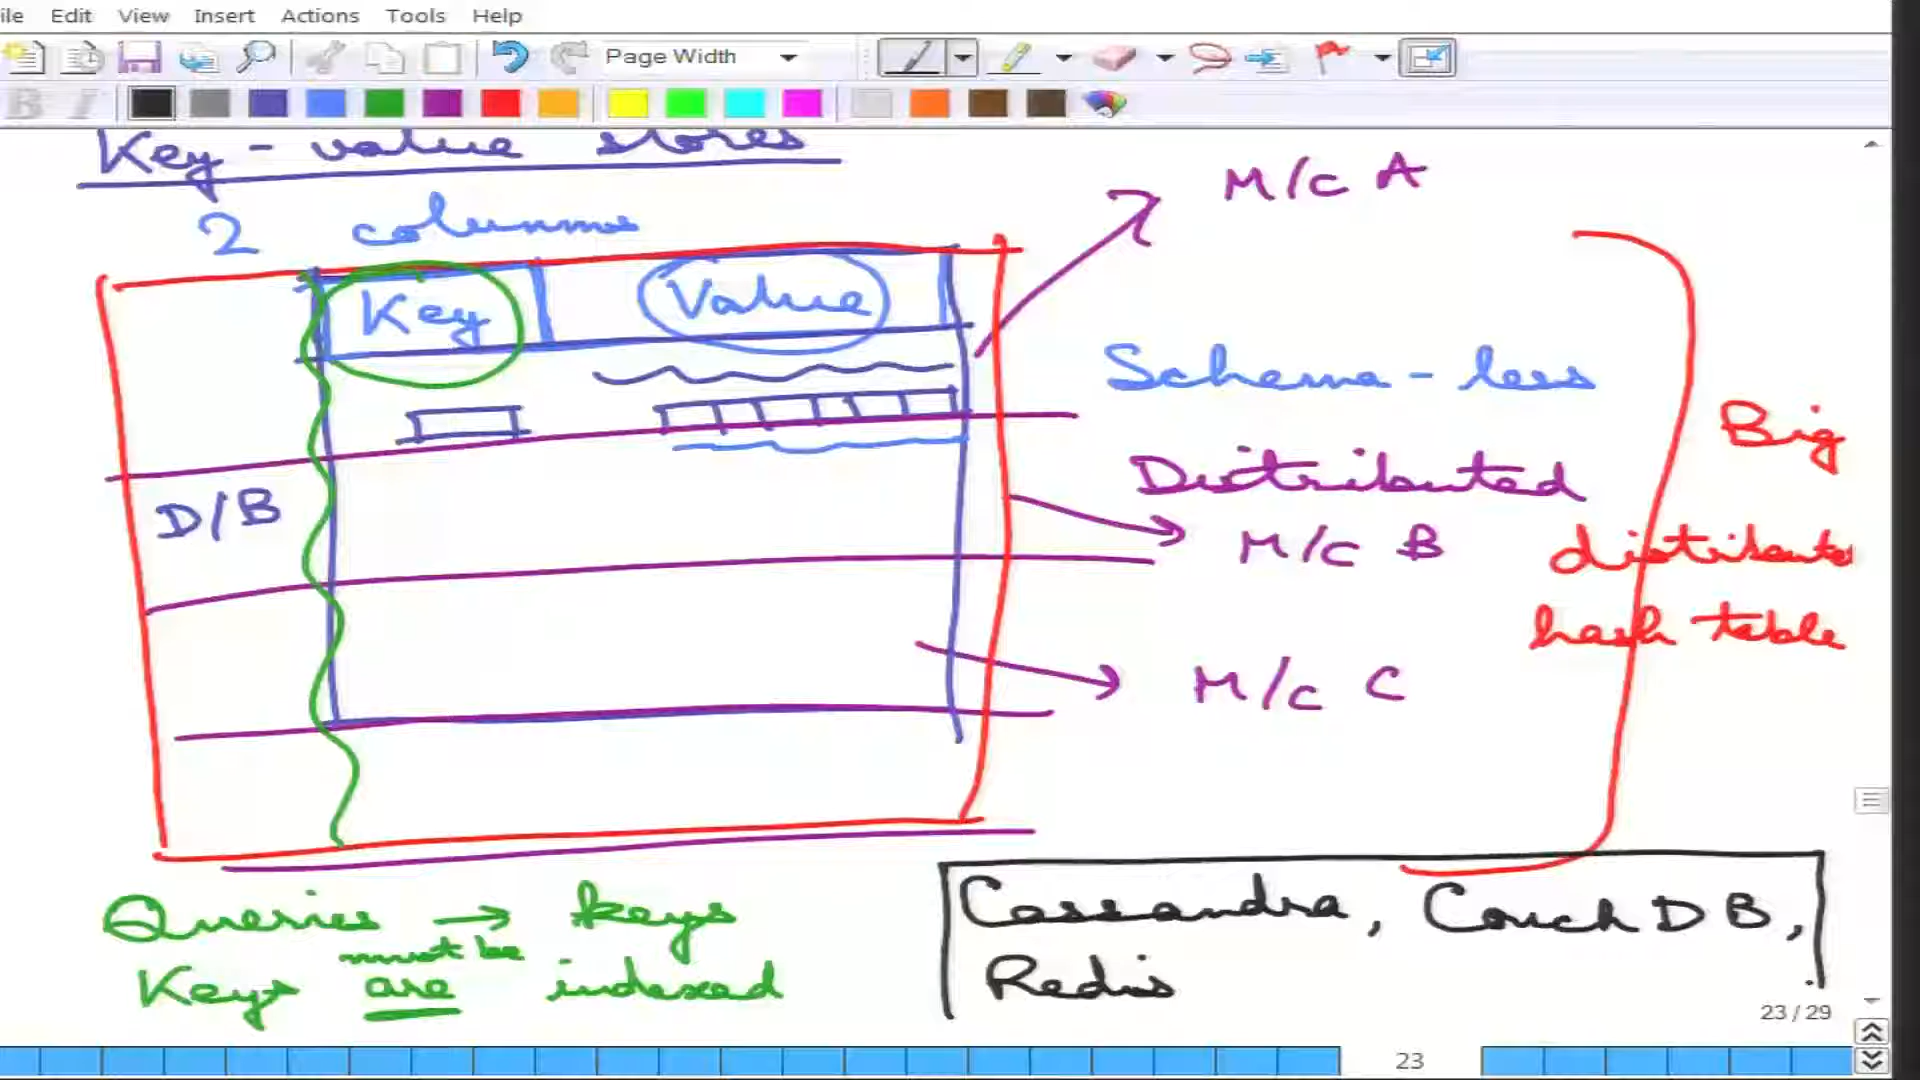 ile Edit View Insert Actions Tools Help
Page Width
B I
Key - value stores
2 columns
Key Value
D/B
M/C A
Schema - less
Distributed
M/C B
M/C C
Big
distributed
hash table
Queries → keys
must be
Keys are indexed
Cassandra, CouchDB,
Redis
23 / 29
23